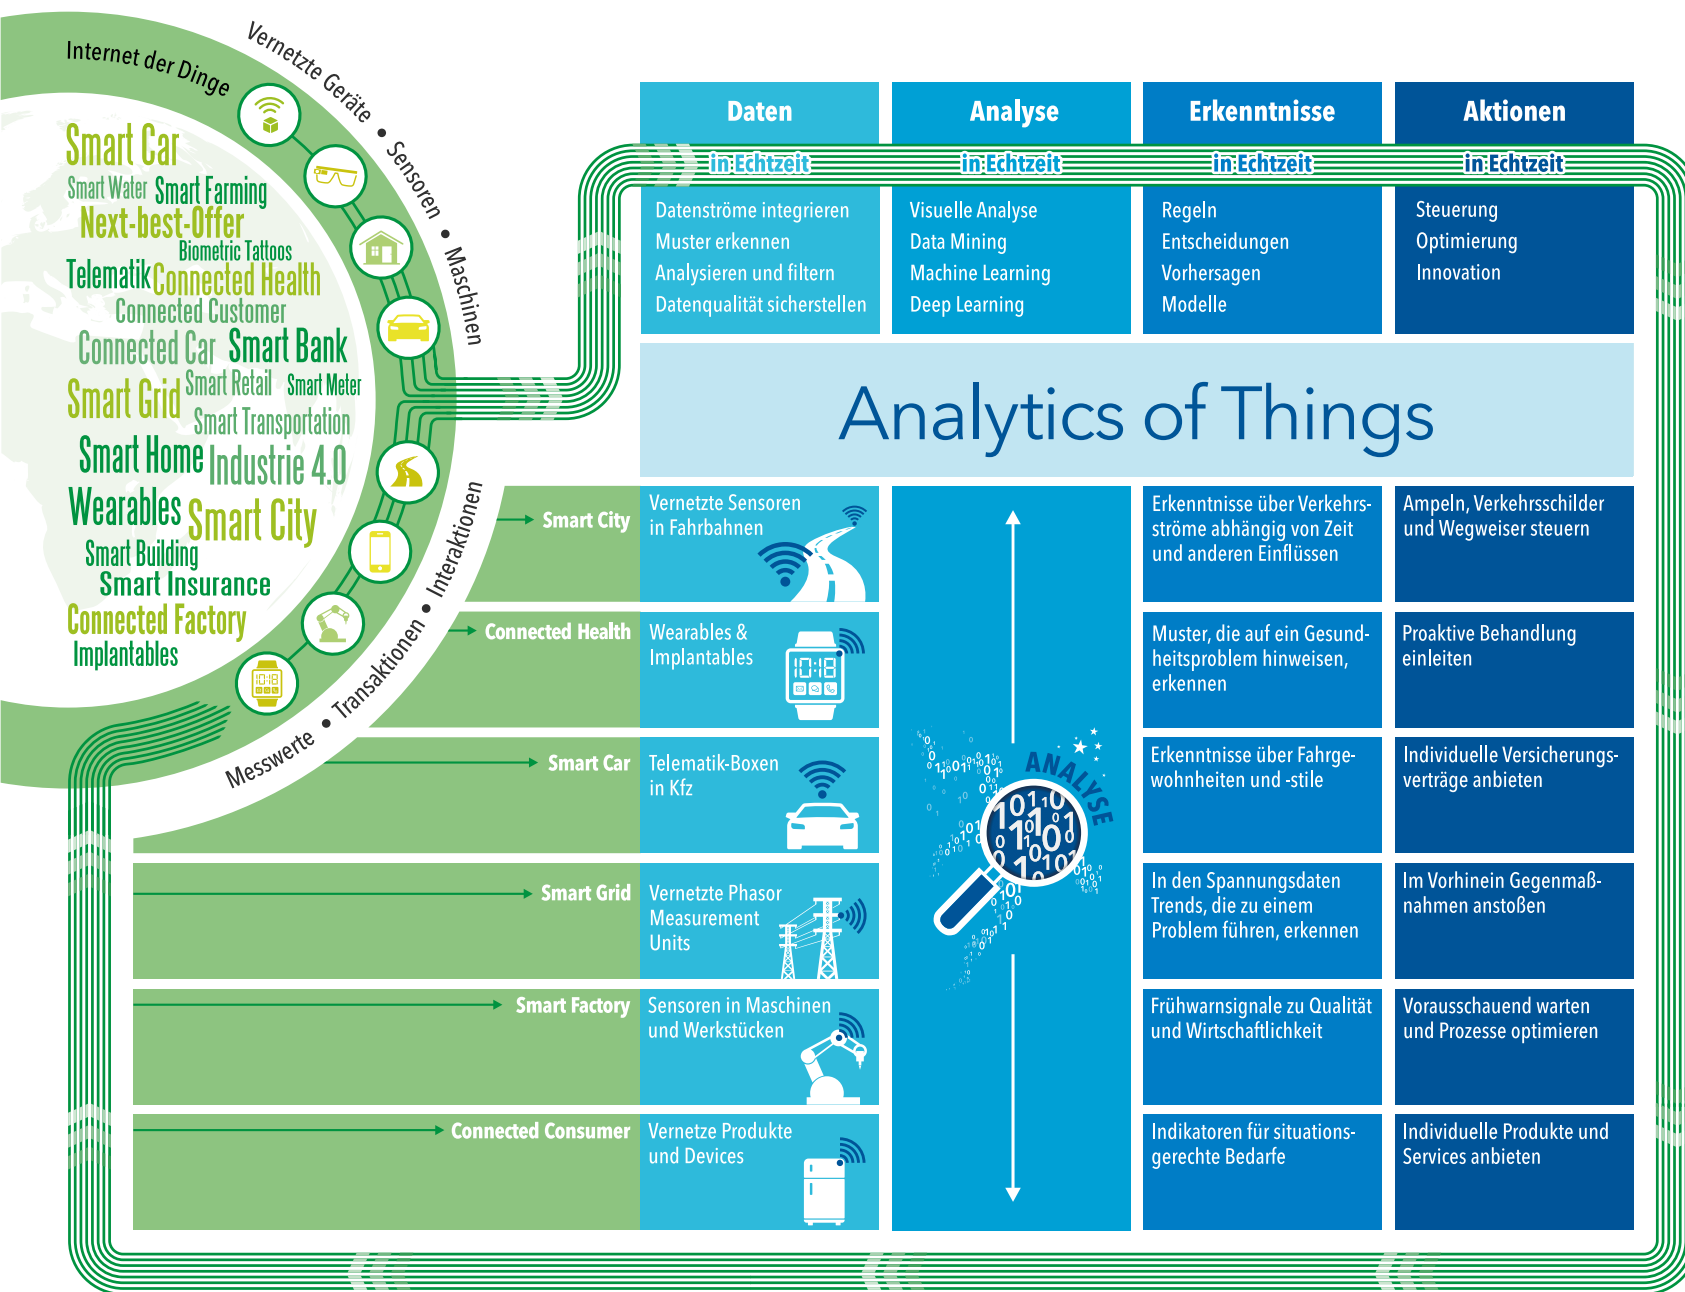 Internet der Dinge
Vernetzte Geräte • Sensoren • Maschinen
Smart Car
Smart Water Smart Farming
Next-best-Offer
Biometric Tattoos
Telematik Connected Health
Connected Customer
Connected Car Smart Bank
Smart Grid Smart Retail Smart Meter
Smart Transportation
Smart Home Industrie 4.0
Wearables Smart City
Smart Building
Smart Insurance
Connected Factory
Implantables
Messwerte • Transaktionen • Interaktionen
Daten
in Echtzeit
Datenströme integrieren
Muster erkennen
Analysieren und filtern
Datenqualität sicherstellen
Analyse
in Echtzeit
Visuelle Analyse
Data Mining
Machine Learning
Deep Learning
Erkenntnisse
in Echtzeit
Regeln
Entscheidungen
Vorhersagen
Modelle
Aktionen
in Echtzeit
Steuerung
Optimierung
Innovation
Analytics of Things
Smart City
Vernetzte Sensoren
in Fahrbahnen
Erkenntnisse über Verkehrs-
ströme abhängig von Zeit
und anderen Einflüssen
Ampeln, Verkehrsschilder
und Wegweiser steuern
Connected Health
Wearables &
Implantables
10:18
Muster, die auf ein Gesund-
heitsproblem hinweisen,
erkennen
Proaktive Behandlung
einleiten
Smart Car
Telematik-Boxen
in Kfz
ANALYSE
Erkenntnisse über Fahrge-
wohnheiten und -stile
Individuelle Versicherungs-
verträge anbieten
Smart Grid
Vernetzte Phasor
Measurement
Units
In den Spannungsdaten
Trends, die zu einem
Problem führen, erkennen
Im Vorhinein Gegenmaß-
nahmen anstoßen
Smart Factory
Sensoren in Maschinen
und Werkstücken
Frühwarnsignale zu Qualität
und Wirtschaftlichkeit
Vorausschauend warten
und Prozesse optimieren
Connected Consumer
Vernetze Produkte
und Devices
Indikatoren für situations-
gerechte Bedarfe
Individuelle Produkte und
Services anbieten